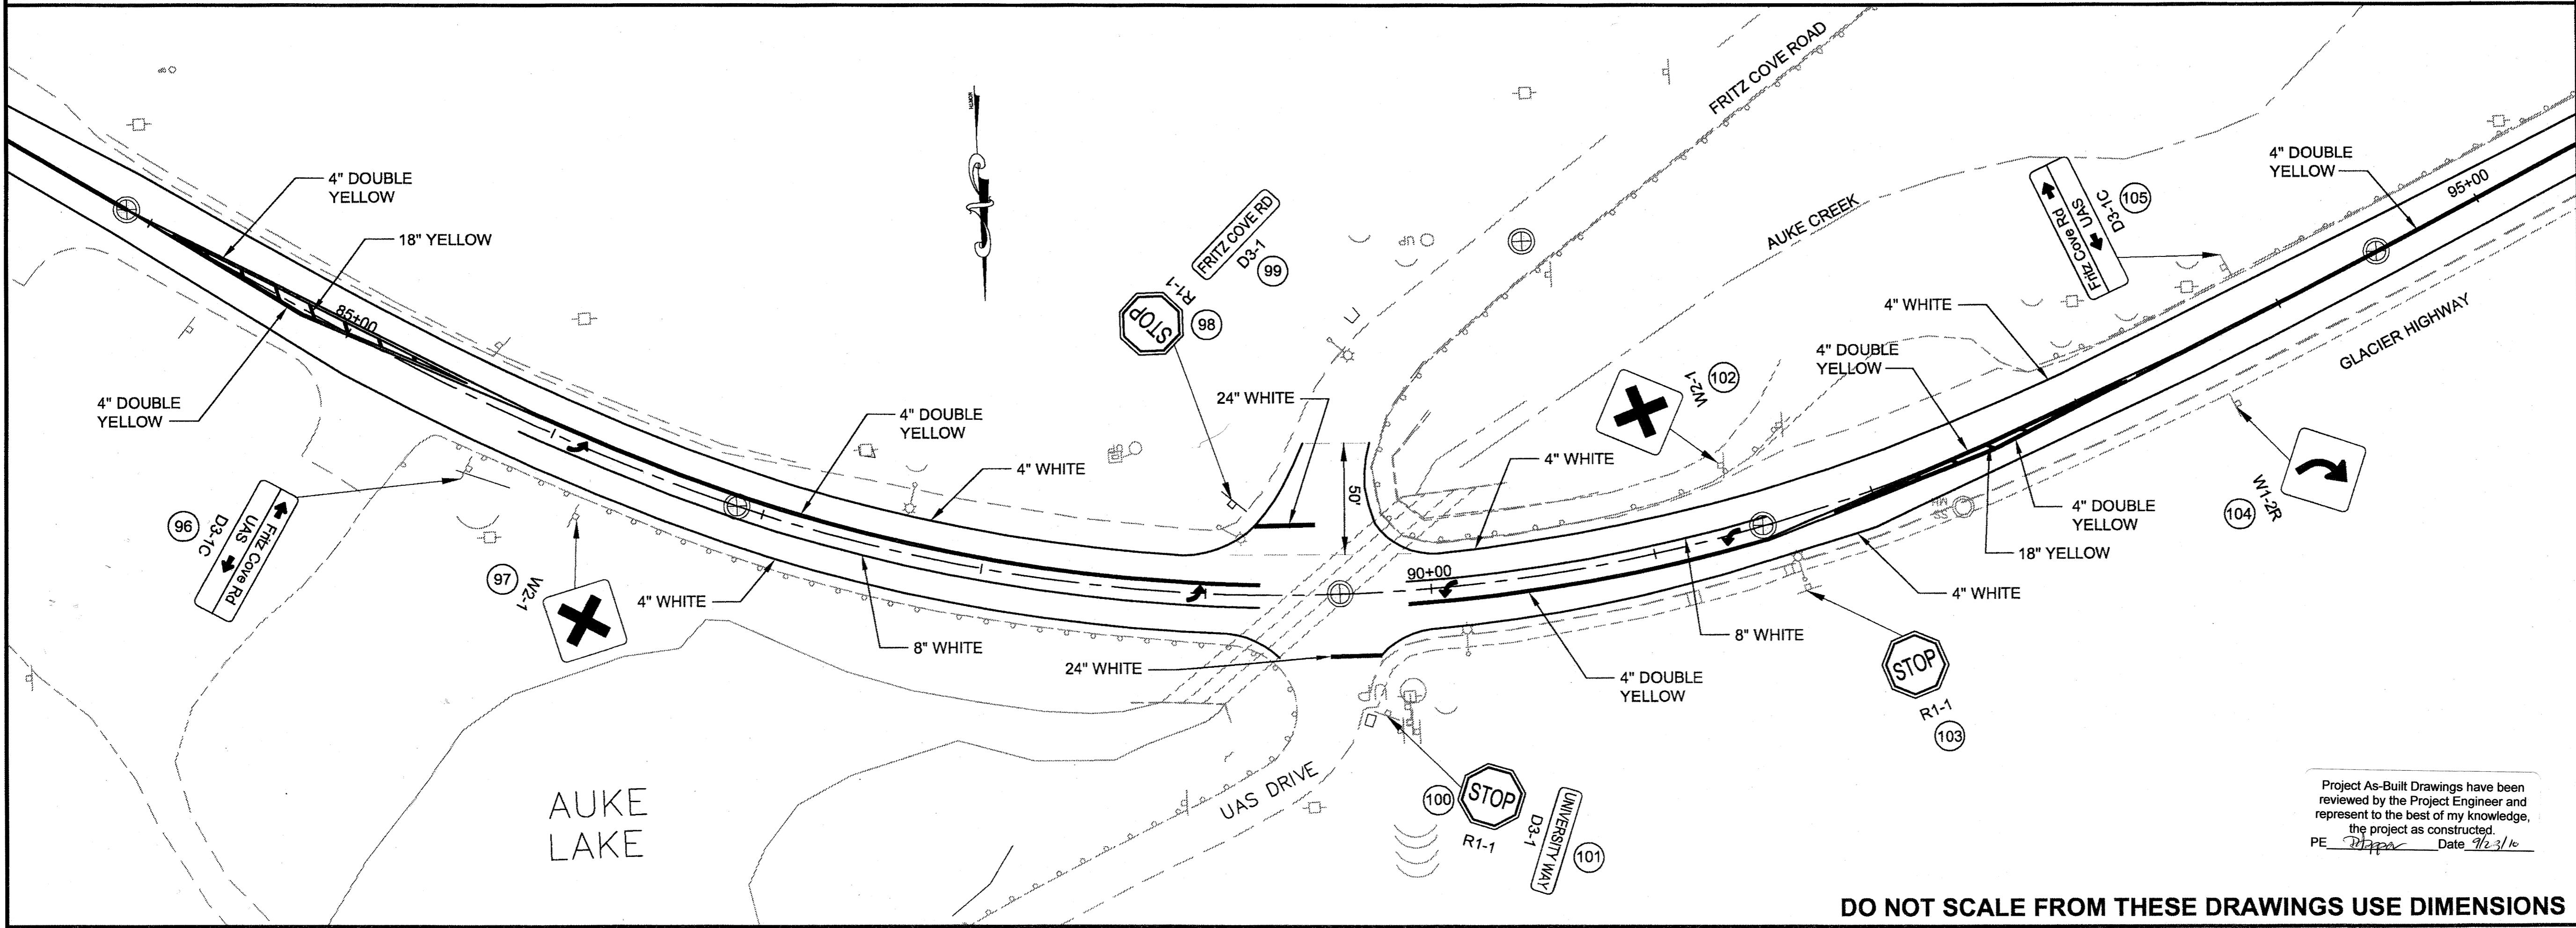 4" DOUBLE
YELLOW
18" YELLOW
85+00
4" DOUBLE
YELLOW
Fritz Cove Rd
UAS
D3-1C
96
W2-1
97
4" DOUBLE
YELLOW
4" WHITE
4" WHITE
8" WHITE
AUKE
LAKE
NORTH
FRITZ COVE RD
D3-1
99
R1-1
STOP
98
24" WHITE
50'
24" WHITE
UP
FRITZ COVE ROAD
AUKE CREEK
W2-1
102
4" WHITE
90+00
8" WHITE
4" DOUBLE
YELLOW
UAS DRIVE
100
STOP
R1-1
UNIVERSITY WAY
D3-1
101
Fritz Cove Rd
UAS
D3-1C
105
4" WHITE
4" DOUBLE
YELLOW
4" DOUBLE
YELLOW
95+00
GLACIER HIGHWAY
4" DOUBLE
YELLOW
18" YELLOW
MH
SS
4" WHITE
STOP
R1-1
103
W1-2R
104
Project As-Built Drawings have been
reviewed by the Project Engineer and
represent to the best of my knowledge,
the project as constructed.
PE Date 9/23/10
DO NOT SCALE FROM THESE DRAWINGS USE DIMENSIONS